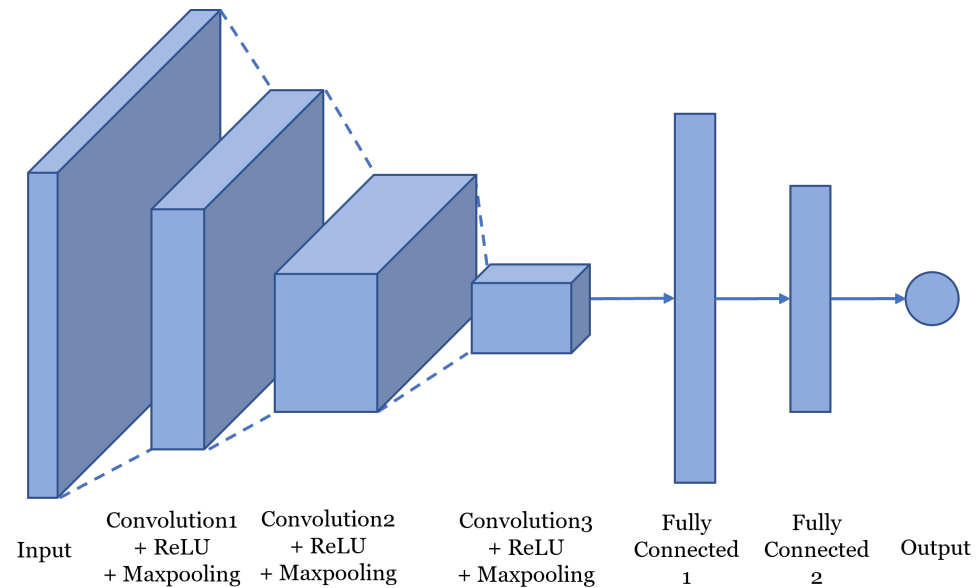 Input
Convolution1
+ ReLU
+ Maxpooling
Convolution2
+ ReLU
+ Maxpooling
Convolution3
+ ReLU
+ Maxpooling
Fully
Connected
1
Fully
Connected
2
Output